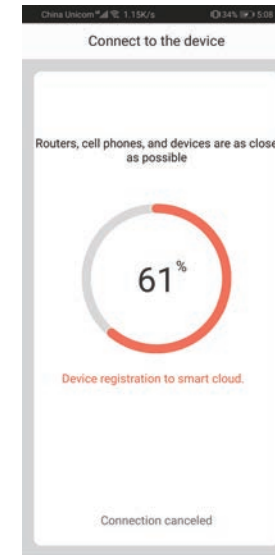 China Unicom 1.15K/s 34% 5:05
Connect to the device
Routers, cell phones, and devices are as close
as possible
61%
Device registration to smart cloud.
Connection canceled